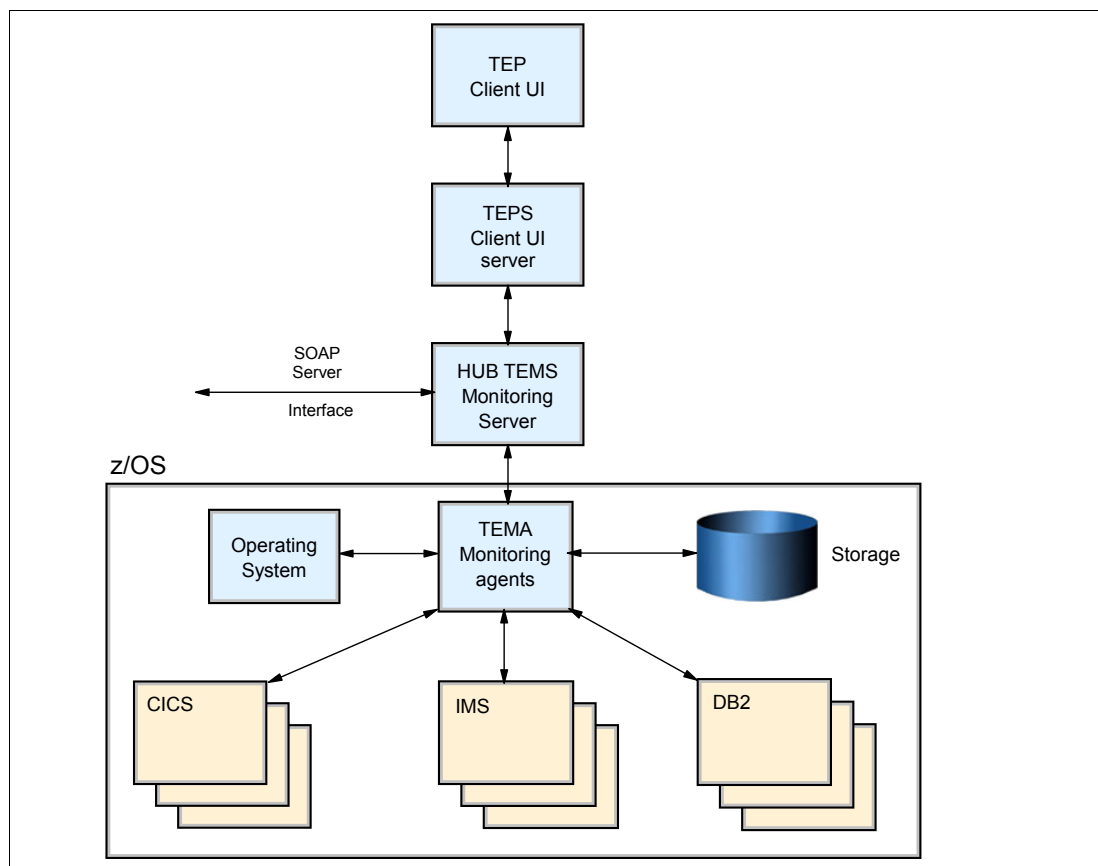 TEP
Client UI
TEPS
Client UI
server
SOAP
Server
Interface
HUB TEMS
Monitoring
Server
z/OS
Operating
System
TEMA
Monitoring
agents
Storage
CICS
IMS
DB2